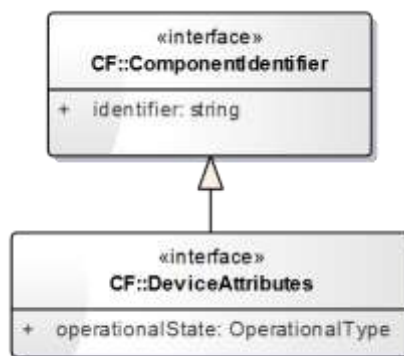 «interface»
CF::ComponentIdentifier
+ identifier: string
«interface»
CF::DeviceAttributes
+ operationalState: OperationalType